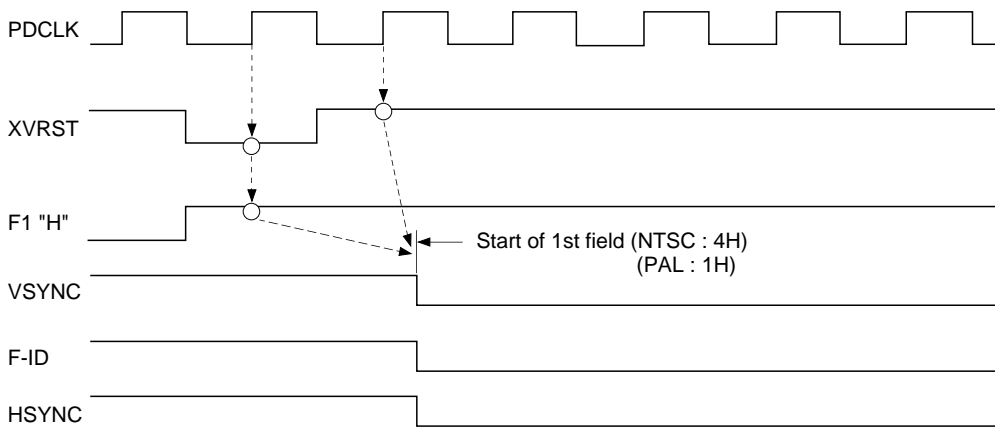 PDCLK
XVRST
F1 "H"
Start of 1st field (NTSC : 4H)
(PAL : 1H)
VSYNC
F-ID
HSYNC